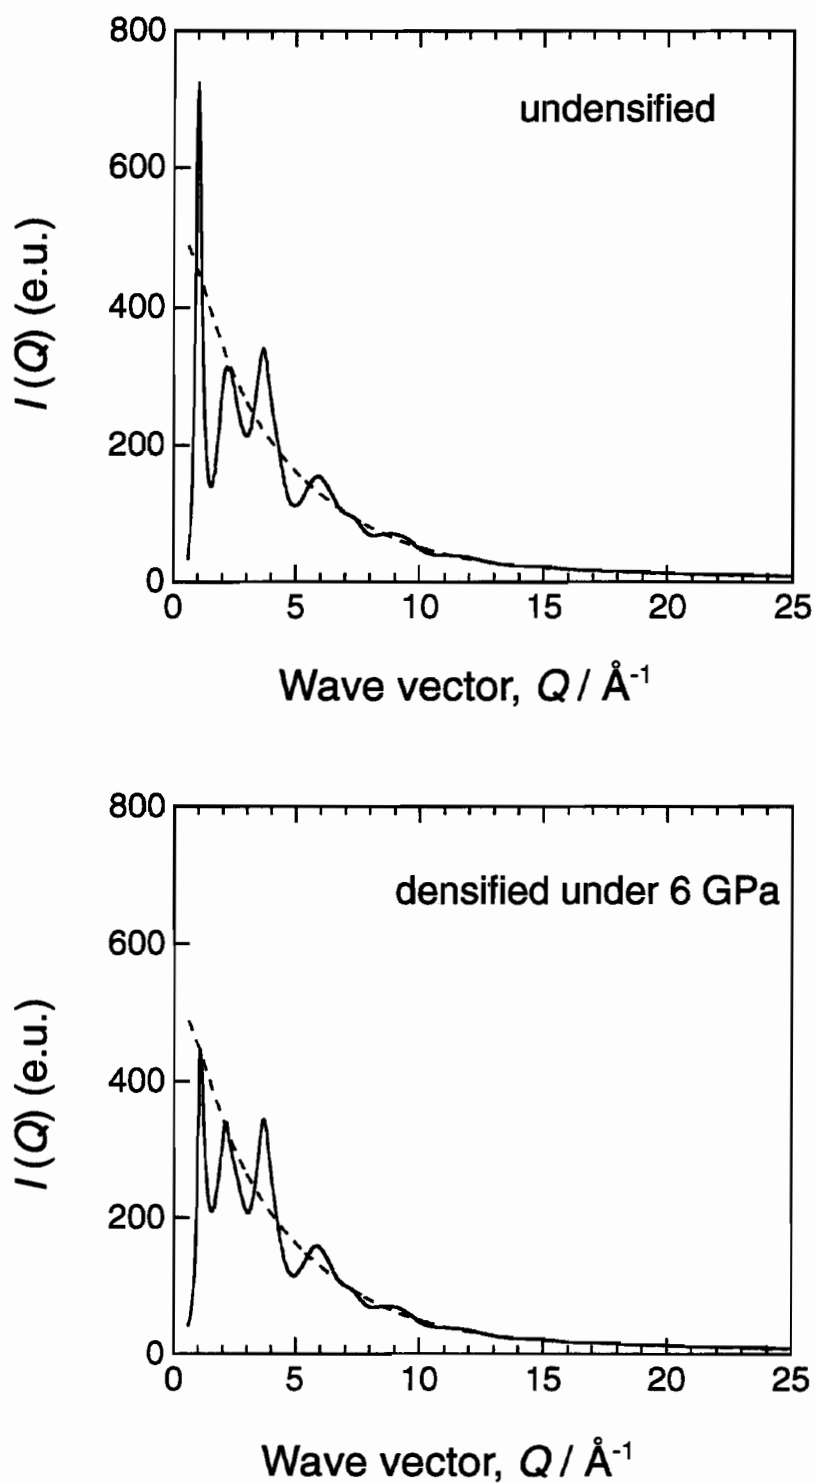 800
undensified
600
400
200
0
I (Q) (e.u.)
0 5 10 15 20 25
Wave vector, Q / Å⁻¹
800
densified under 6 GPa
600
400
200
0
I (Q) (e.u.)
0 5 10 15 20 25
Wave vector, Q / Å⁻¹